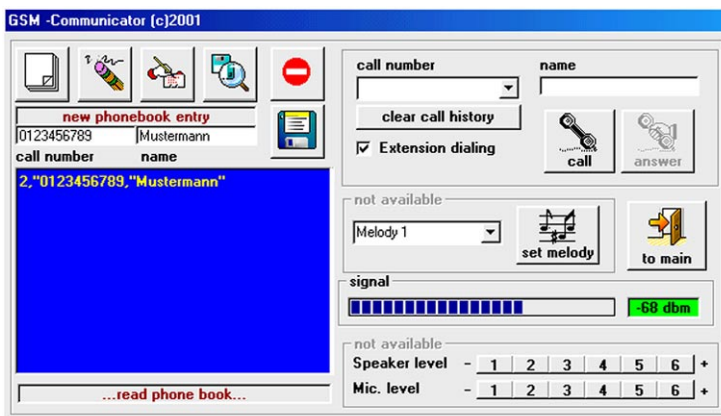 GSM -Communicator (c)2001
new phonebook entry
0123456789 Mustermann
call number name
2,"0123456789,"Mustermann"
...read phone book...
call number name
clear call history
Extension dialing
call answer
not available
Melody 1
set melody
to main
signal
-68 dbm
not available
Speaker level - 1 2 3 4 5 6 +
Mic. level - 1 2 3 4 5 6 +